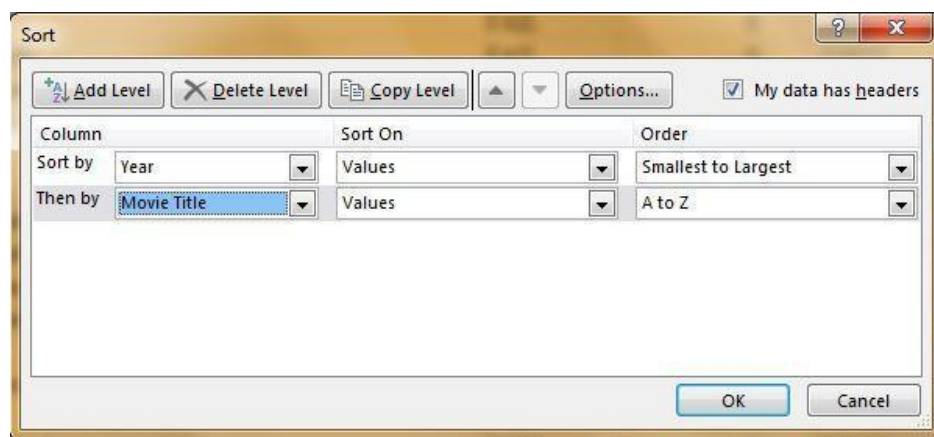 Sort
Add Level Delete Level Copy Level Options... My data has headers
Column Sort On Order
Sort by Year Values Smallest to Largest
Then by Movie Title Values A to Z
OK Cancel